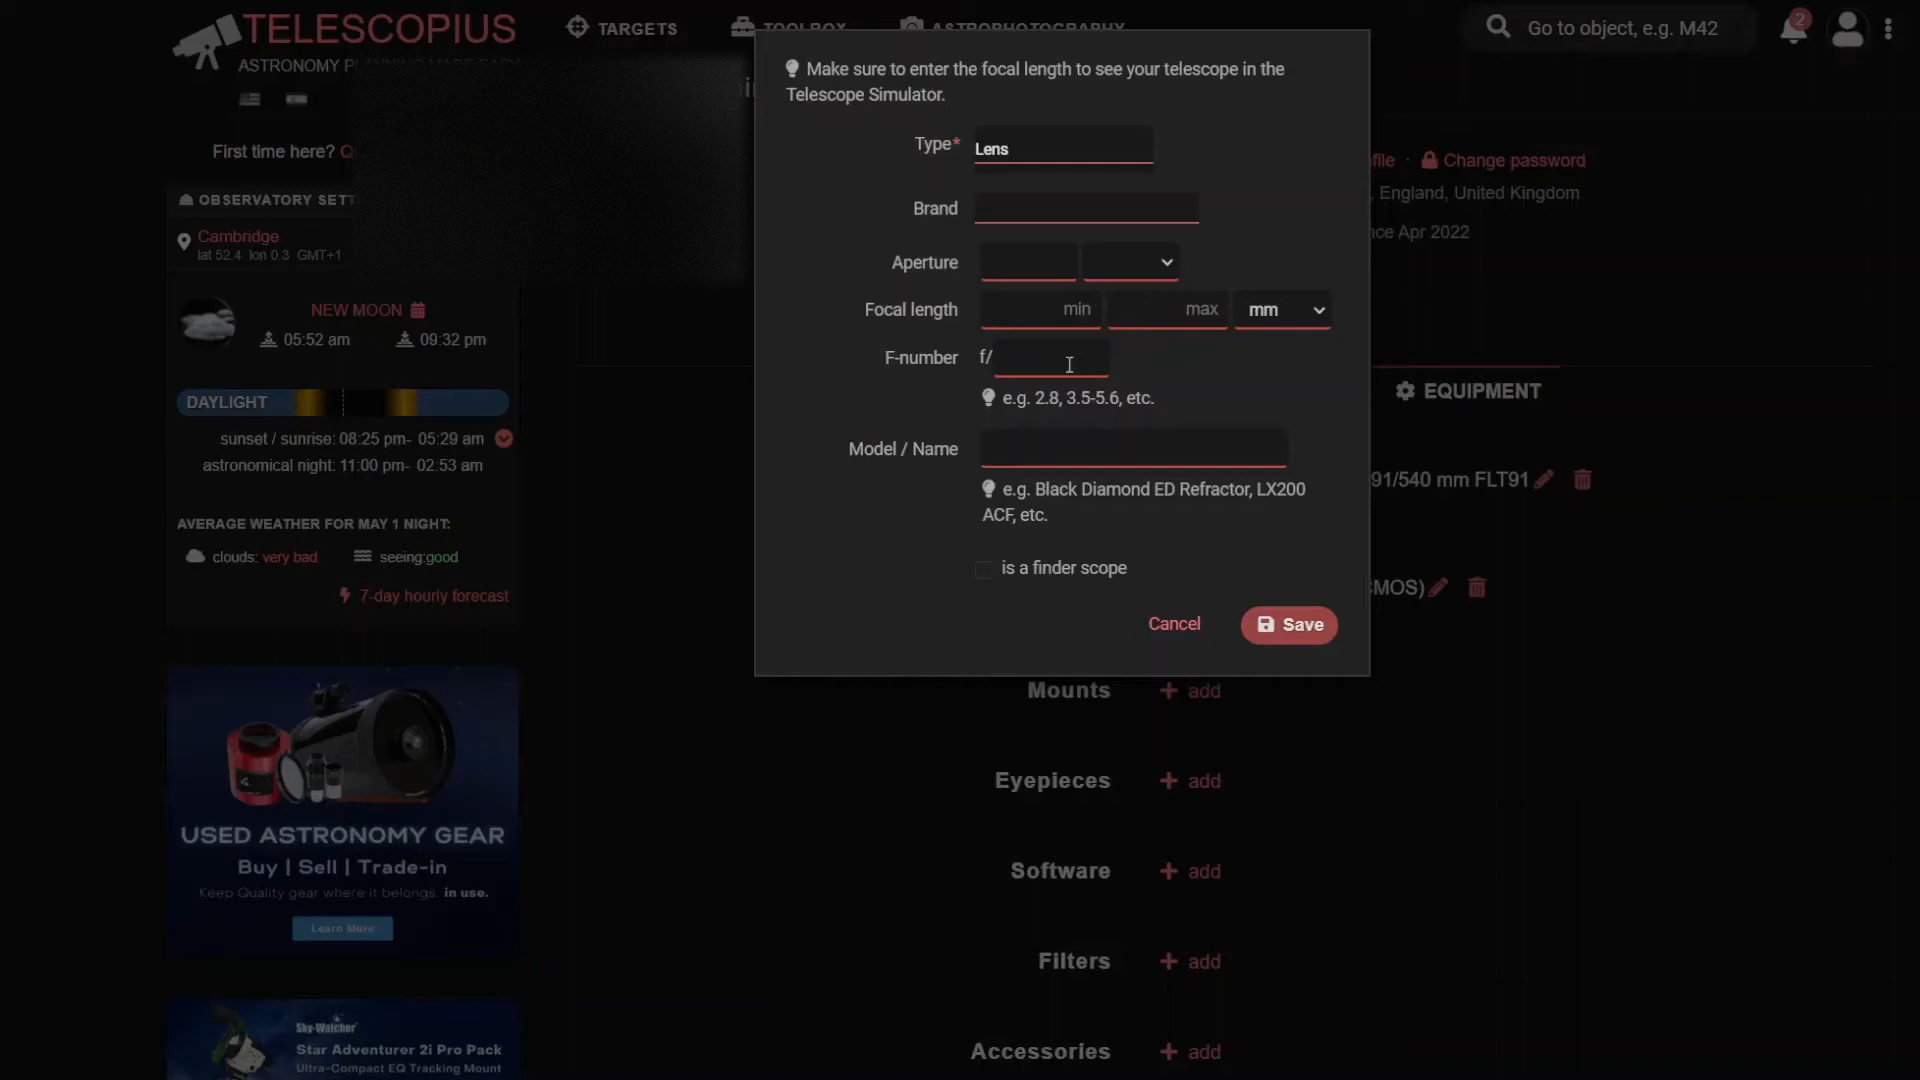 TELESCOPIUS
TARGETS
TOOLBOX
ASTROPHOTOGRAPHY
Go to object, e.g. M42
2
ASTRONOMY
First time here?
OBSERVATORY SETT
Cambridge
lat 52.4 lon 0.3 GMT+1
NEW MOON
05:52 am 09:32 pm
DAYLIGHT
sunset / sunrise: 08:25 pm- 05:29 am
astronomical night: 11:00 pm- 02:53 am
AVERAGE WEATHER FOR MAY 1 NIGHT:
clouds: very bad seeing:good
7-day hourly forecast
USED ASTRONOMY GEAR
Buy | Sell | Trade-in
Keep Quality gear where it belongs. in use.
Learn More
Sky-Watcher
Star Adventurer 2i Pro Pack
Ultra-Compact EQ Tracking Mount
Make sure to enter the focal length to see your telescope in the
Telescope Simulator.
Type* Lens
Brand
Aperture
Focal length min max mm
F-number f/
e.g. 2.8, 3.5-5.6, etc.
Model / Name
e.g. Black Diamond ED Refractor, LX200
ACF, etc.
is a finder scope
Cancel Save
file · Change password
, England, United Kingdom
nce Apr 2022
EQUIPMENT
91/540 mm FLT91
CMOS)
Mounts + add
Eyepieces + add
Software + add
Filters + add
Accessories + add